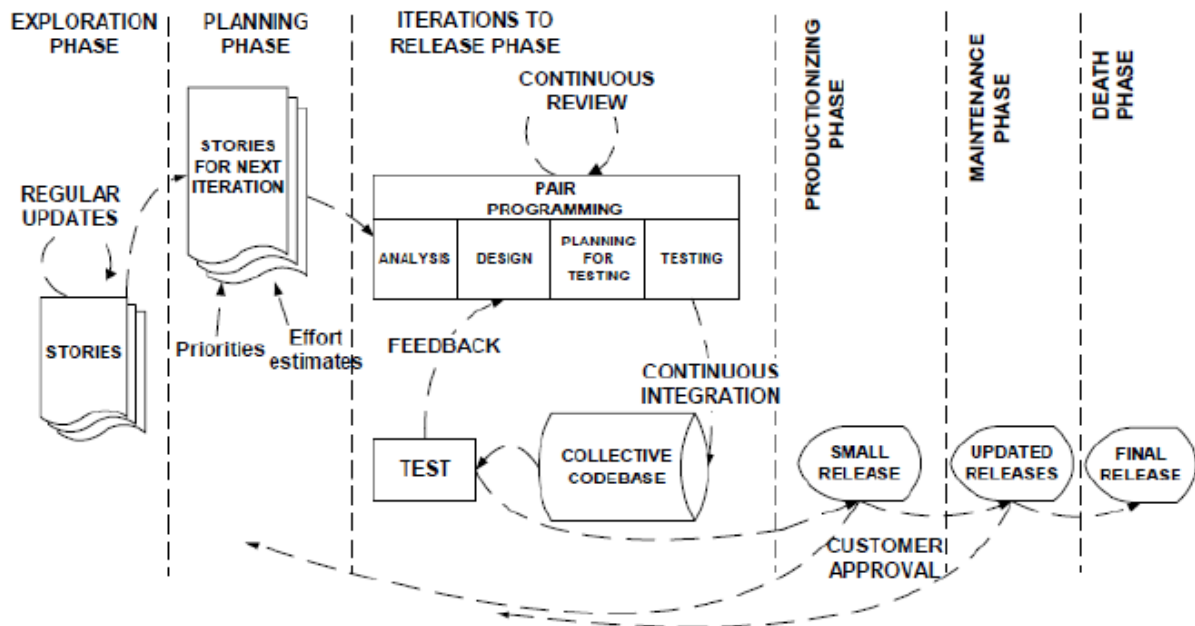 EXPLORATION
PHASE
PLANNING
PHASE
ITERATIONS TO
RELEASE PHASE
PRODUCTIONIZING
PHASE
MAINTENANCE
PHASE
DEATH
PHASE
REGULAR
UPDATES
STORIES
STORIES
FOR NEXT
ITERATION
Priorities
Effort
estimates
CONTINUOUS
REVIEW
PAIR
PROGRAMMING
ANALYSIS
DESIGN
PLANNING
FOR
TESTING
TESTING
FEEDBACK
CONTINUOUS
INTEGRATION
TEST
COLLECTIVE
CODEBASE
SMALL
RELEASE
UPDATED
RELEASES
FINAL
RELEASE
CUSTOMER
APPROVAL